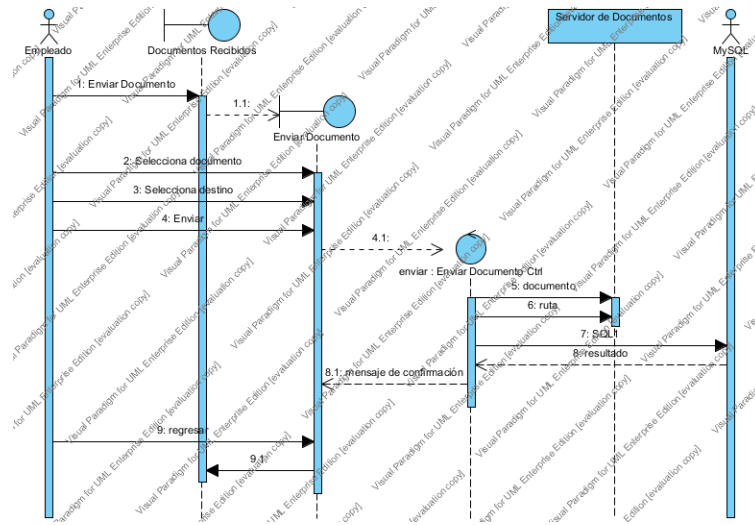 Empleado
Documentos Recibidos
Servidor de Documentos
MySQL
1: Enviar Documento
1.1:
Enviar Documento
2: Selecciona documento
3: Selecciona destino
4: Enviar
4.1:
enviar : Enviar Documento Ctrl
5: documento
6: ruta
7: SQL
8: resultado
8.1: mensaje de confirmación
9: regresar
9.1:
Visual Paradigm for UML Enterprise Edition [evaluation copy]